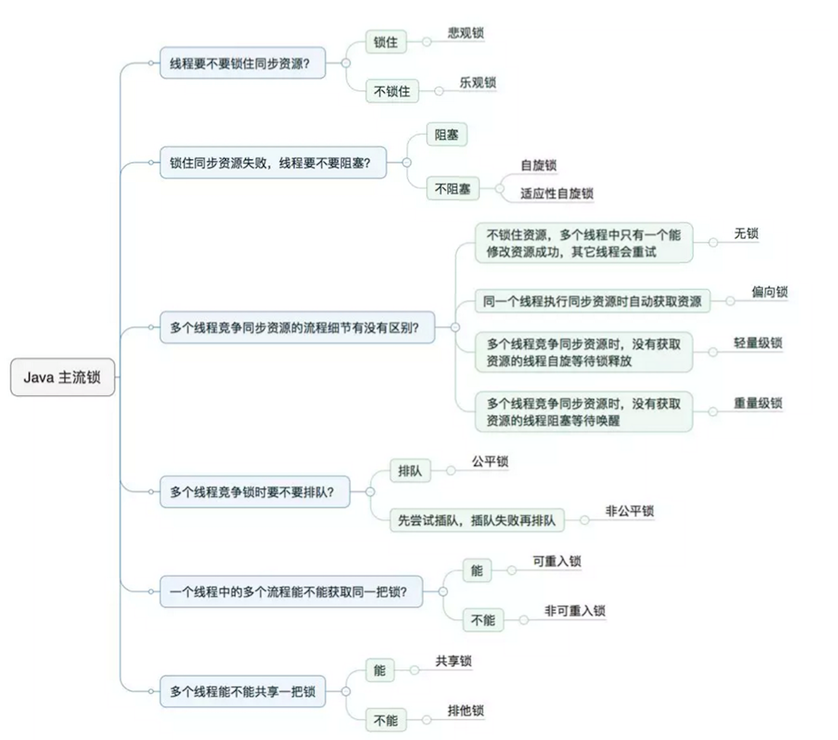 Java 主流锁
线程要不要锁住同步资源？
锁住
悲观锁
不锁住
乐观锁
锁住同步资源失败，线程要不要阻塞？
阻塞
不阻塞
自旋锁
适应性自旋锁
多个线程竞争同步资源的流程细节有没有区别？
不锁住资源，多个线程中只有一个能
修改资源成功，其它线程会重试
无锁
同一个线程执行同步资源时自动获取资源
偏向锁
多个线程竞争同步资源时，没有获取
资源的线程自旋等待锁释放
轻量级锁
多个线程竞争同步资源时，没有获取
资源的线程阻塞等待唤醒
重量级锁
多个线程竞争锁时要不要排队？
排队
公平锁
先尝试插队，插队失败再排队
非公平锁
一个线程中的多个流程能不能获取同一把锁？
能
可重入锁
不能
非可重入锁
多个线程能不能共享一把锁
能
共享锁
不能
排他锁